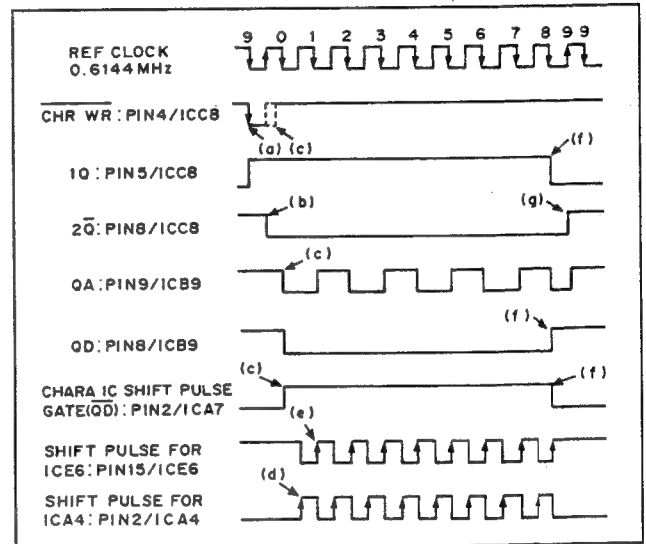 9 0 1 2 3 4 5 6 7 8 9 9
REF CLOCK
0.6144 MHz
CHR WR : PIN4/ICC8
(a) (c)
(f)
1Q : PIN5/ICC8
(b) (g)
2Q̅ : PIN8/ICC8
(c)
QA : PIN9/ICB9
(f)
QD : PIN8/ICB9
(c) (f)
CHARA IC SHIFT PULSE
GATE(Q̅D̅) : PIN2/ICA7
(e)
SHIFT PULSE FOR
ICE6 : PIN15/ICE6
(d)
SHIFT PULSE FOR
ICA4 : PIN2/ICA4